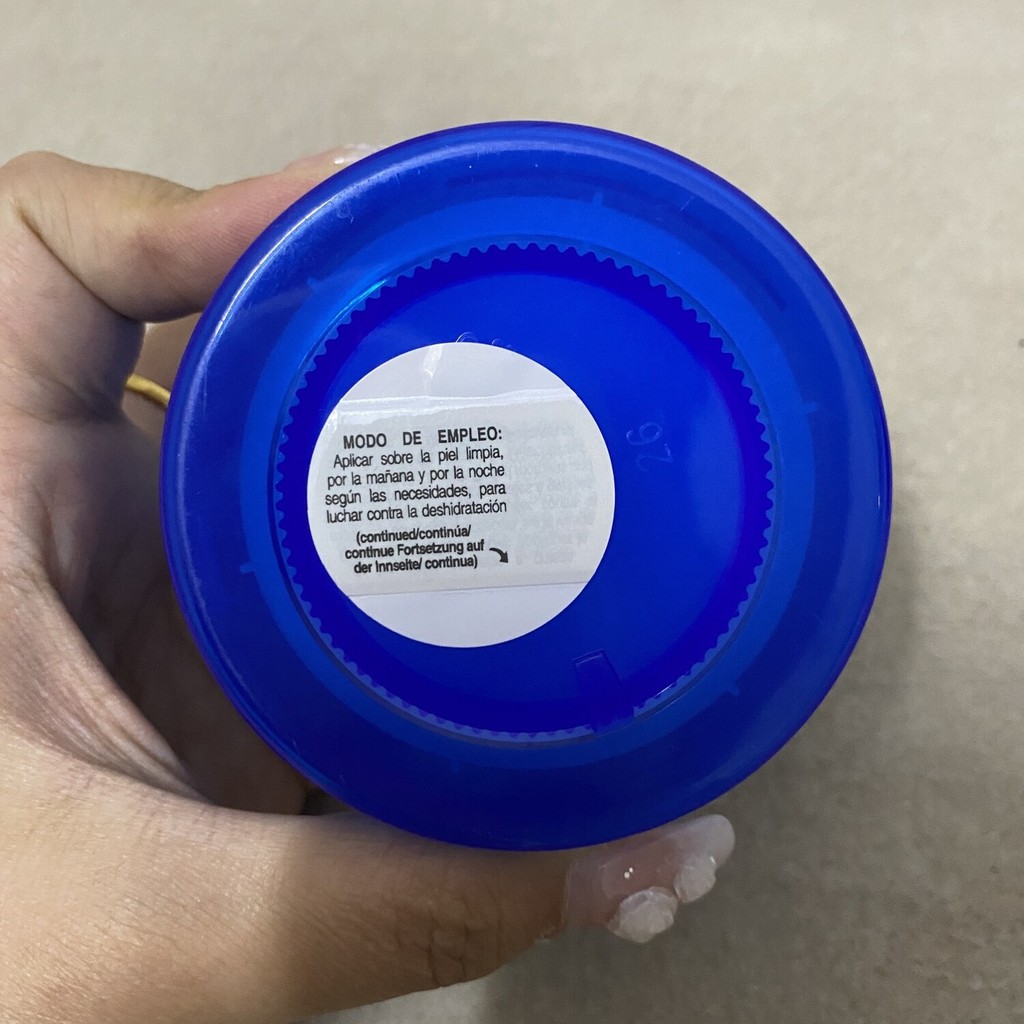 MODO DE EMPLEO:
Aplicar sobre la piel limpia,
por la mañana y por la noche
según las necesidades, para
luchar contra la deshidratación
(continued/continúa/
continue Fortsetzung auf
der Innseite/ continua)
26